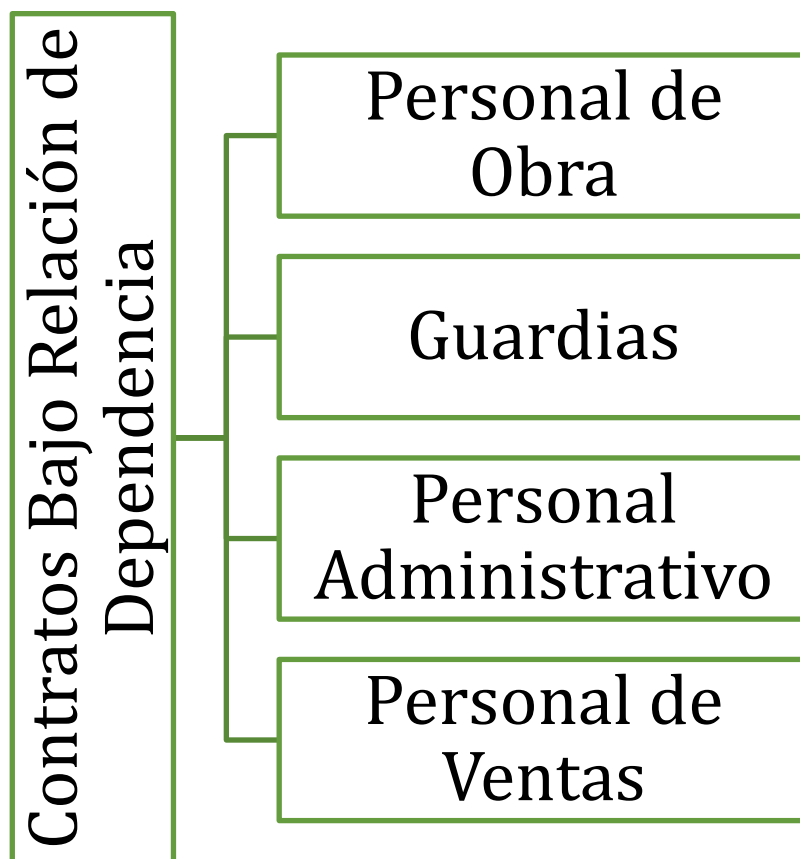 Contratos Bajo Relación de
Dependencia
Personal de
Obra
Guardias
Personal
Administrativo
Personal de
Ventas